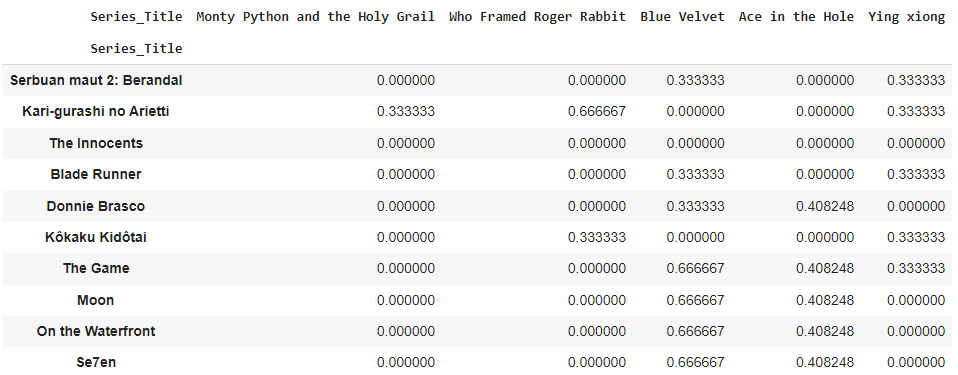 Series_Title Monty Python and the Holy Grail Who Framed Roger Rabbit Blue Velvet Ace in the Hole Ying xiong
Series_Title
Serbuan maut 2: Berandal 0.000000 0.000000 0.333333 0.000000 0.333333
Kari-gurashi no Arietti 0.333333 0.666667 0.000000 0.000000 0.333333
The Innocents 0.000000 0.000000 0.000000 0.000000 0.000000
Blade Runner 0.000000 0.000000 0.333333 0.000000 0.333333
Donnie Brasco 0.000000 0.000000 0.333333 0.408248 0.000000
Kôkaku Kidôtai 0.000000 0.333333 0.000000 0.000000 0.333333
The Game 0.000000 0.000000 0.666667 0.408248 0.333333
Moon 0.000000 0.000000 0.666667 0.408248 0.000000
On the Waterfront 0.000000 0.000000 0.666667 0.408248 0.000000
Se7en 0.000000 0.000000 0.666667 0.408248 0.000000